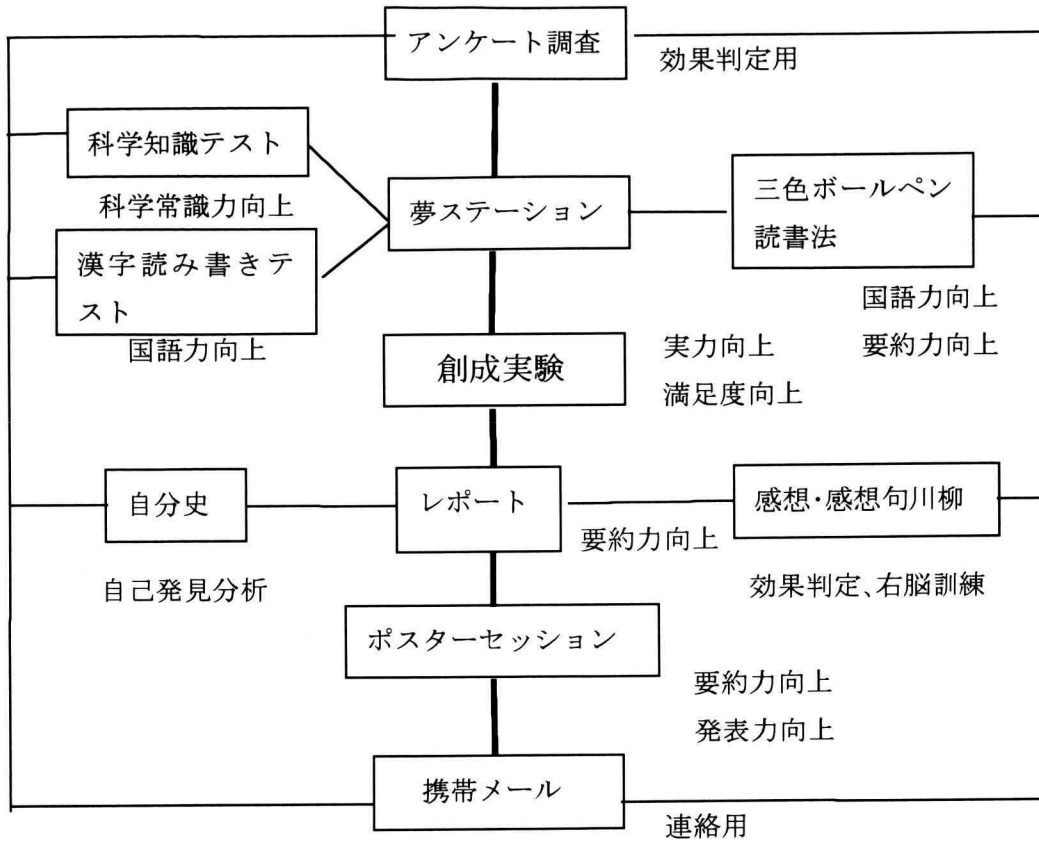 アンケート調査
効果判定用
科学知識テスト
科学常識力向上
夢ステーション
三色ボールペン
読書法
漢字読み書きテ
スト
国語力向上
国語力向上
要約力向上
創成実験
実力向上
満足度向上
自分史
自己発見分析
レポート
要約力向上
感想・感想句川柳
効果判定、右脳訓練
ポスターセッション
要約力向上
発表力向上
携帯メール
連絡用